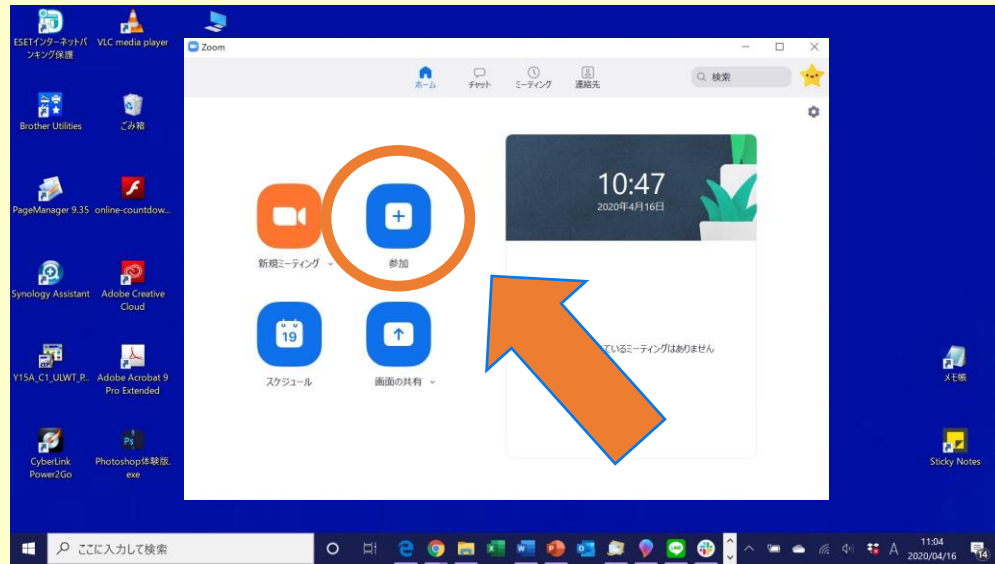 ESETインターネットバ
ンキング保護
VLC media player
Brother Utilities
ごみ箱
PageManager 9.35
online-countdow...
Synology Assistant
Adobe Creative
Cloud
Y15A_C1_ULWT_P...
Adobe Acrobat 9
Pro Extended
CyberLink
Power2Go
Ps
Photoshop体験版.
exe
Zoom
ホーム
チャット
ミーティング
連絡先
検索
新規ミーティング
参加
19
スケジュール
画面の共有
10:47
2020年4月16日
ているミーティングはありません
メモ帳
Sticky Notes
ここに入力して検索
A
11:04
2020/04/16
14